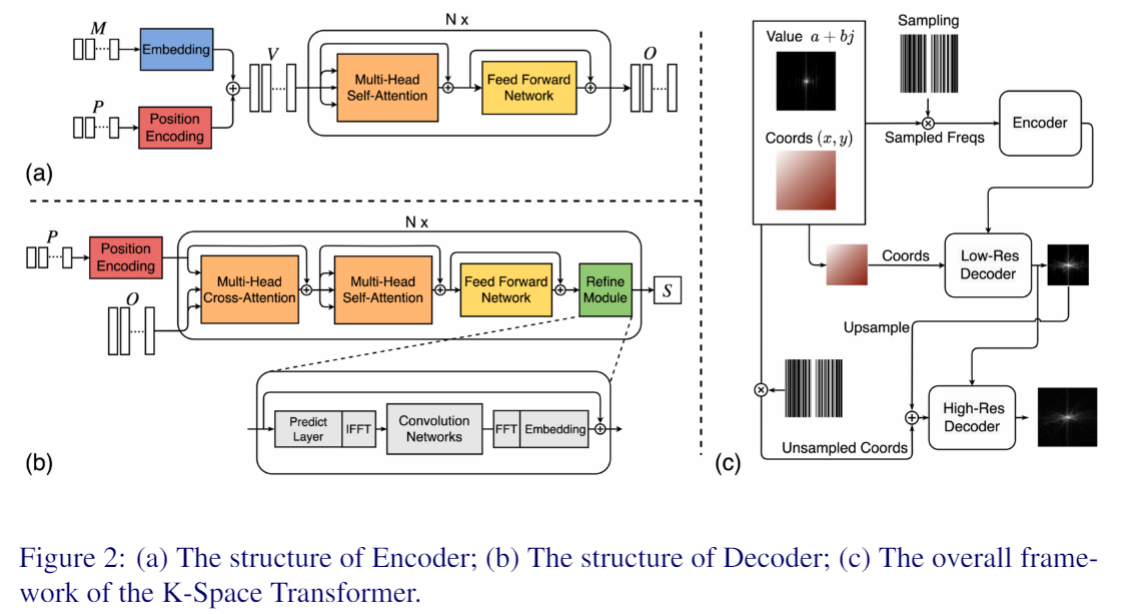 M
Embedding
P
Position
Encoding
V
N x
Multi-Head
Self-Attention
Feed Forward
Network
O
(a)
P
Position
Encoding
O
N x
Multi-Head
Cross-Attention
Multi-Head
Self-Attention
Feed Forward
Network
Refine
Module
S
Predict
Layer
IFFT
Convolution
Networks
FFT
Embedding
(b)
Value a + bj
Coords (x, y)
Sampling
Sampled Freqs
Encoder
Coords
Low-Res
Decoder
Upsample
Unsampled Coords
High-Res
Decoder
(c)
Figure 2: (a) The structure of Encoder; (b) The structure of Decoder; (c) The overall frame-
work of the K-Space Transformer.